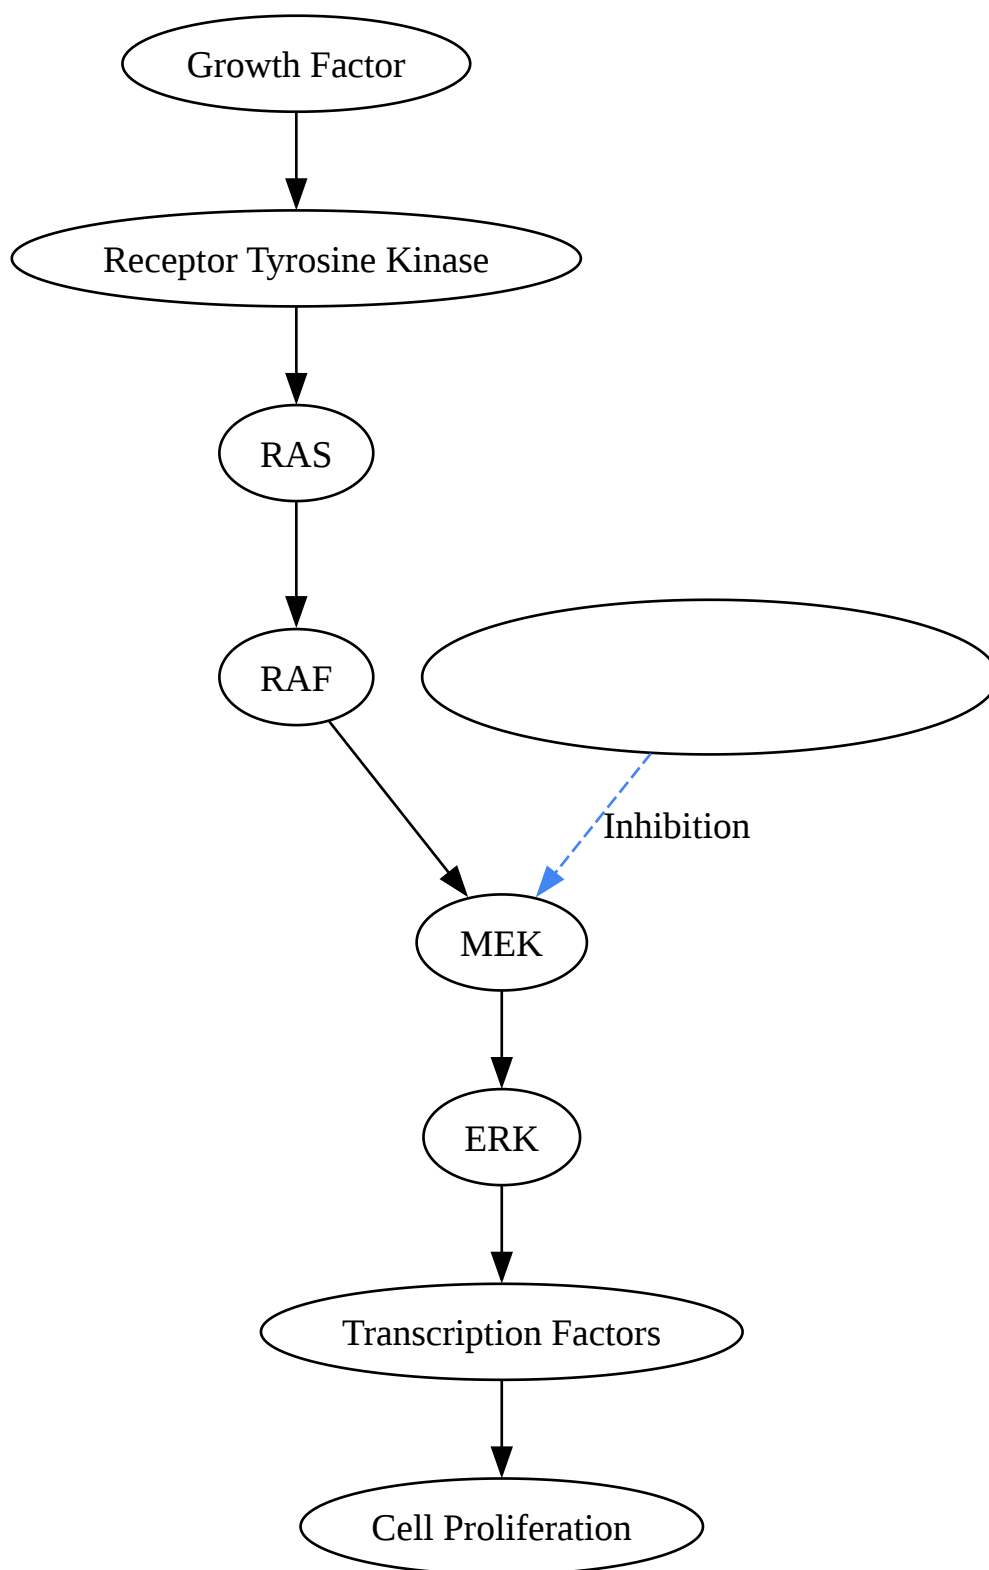 Growth Factor
Receptor Tyrosine Kinase
RAS
RAF
Inhibition
MEK
ERK
Transcription Factors
Cell Proliferation